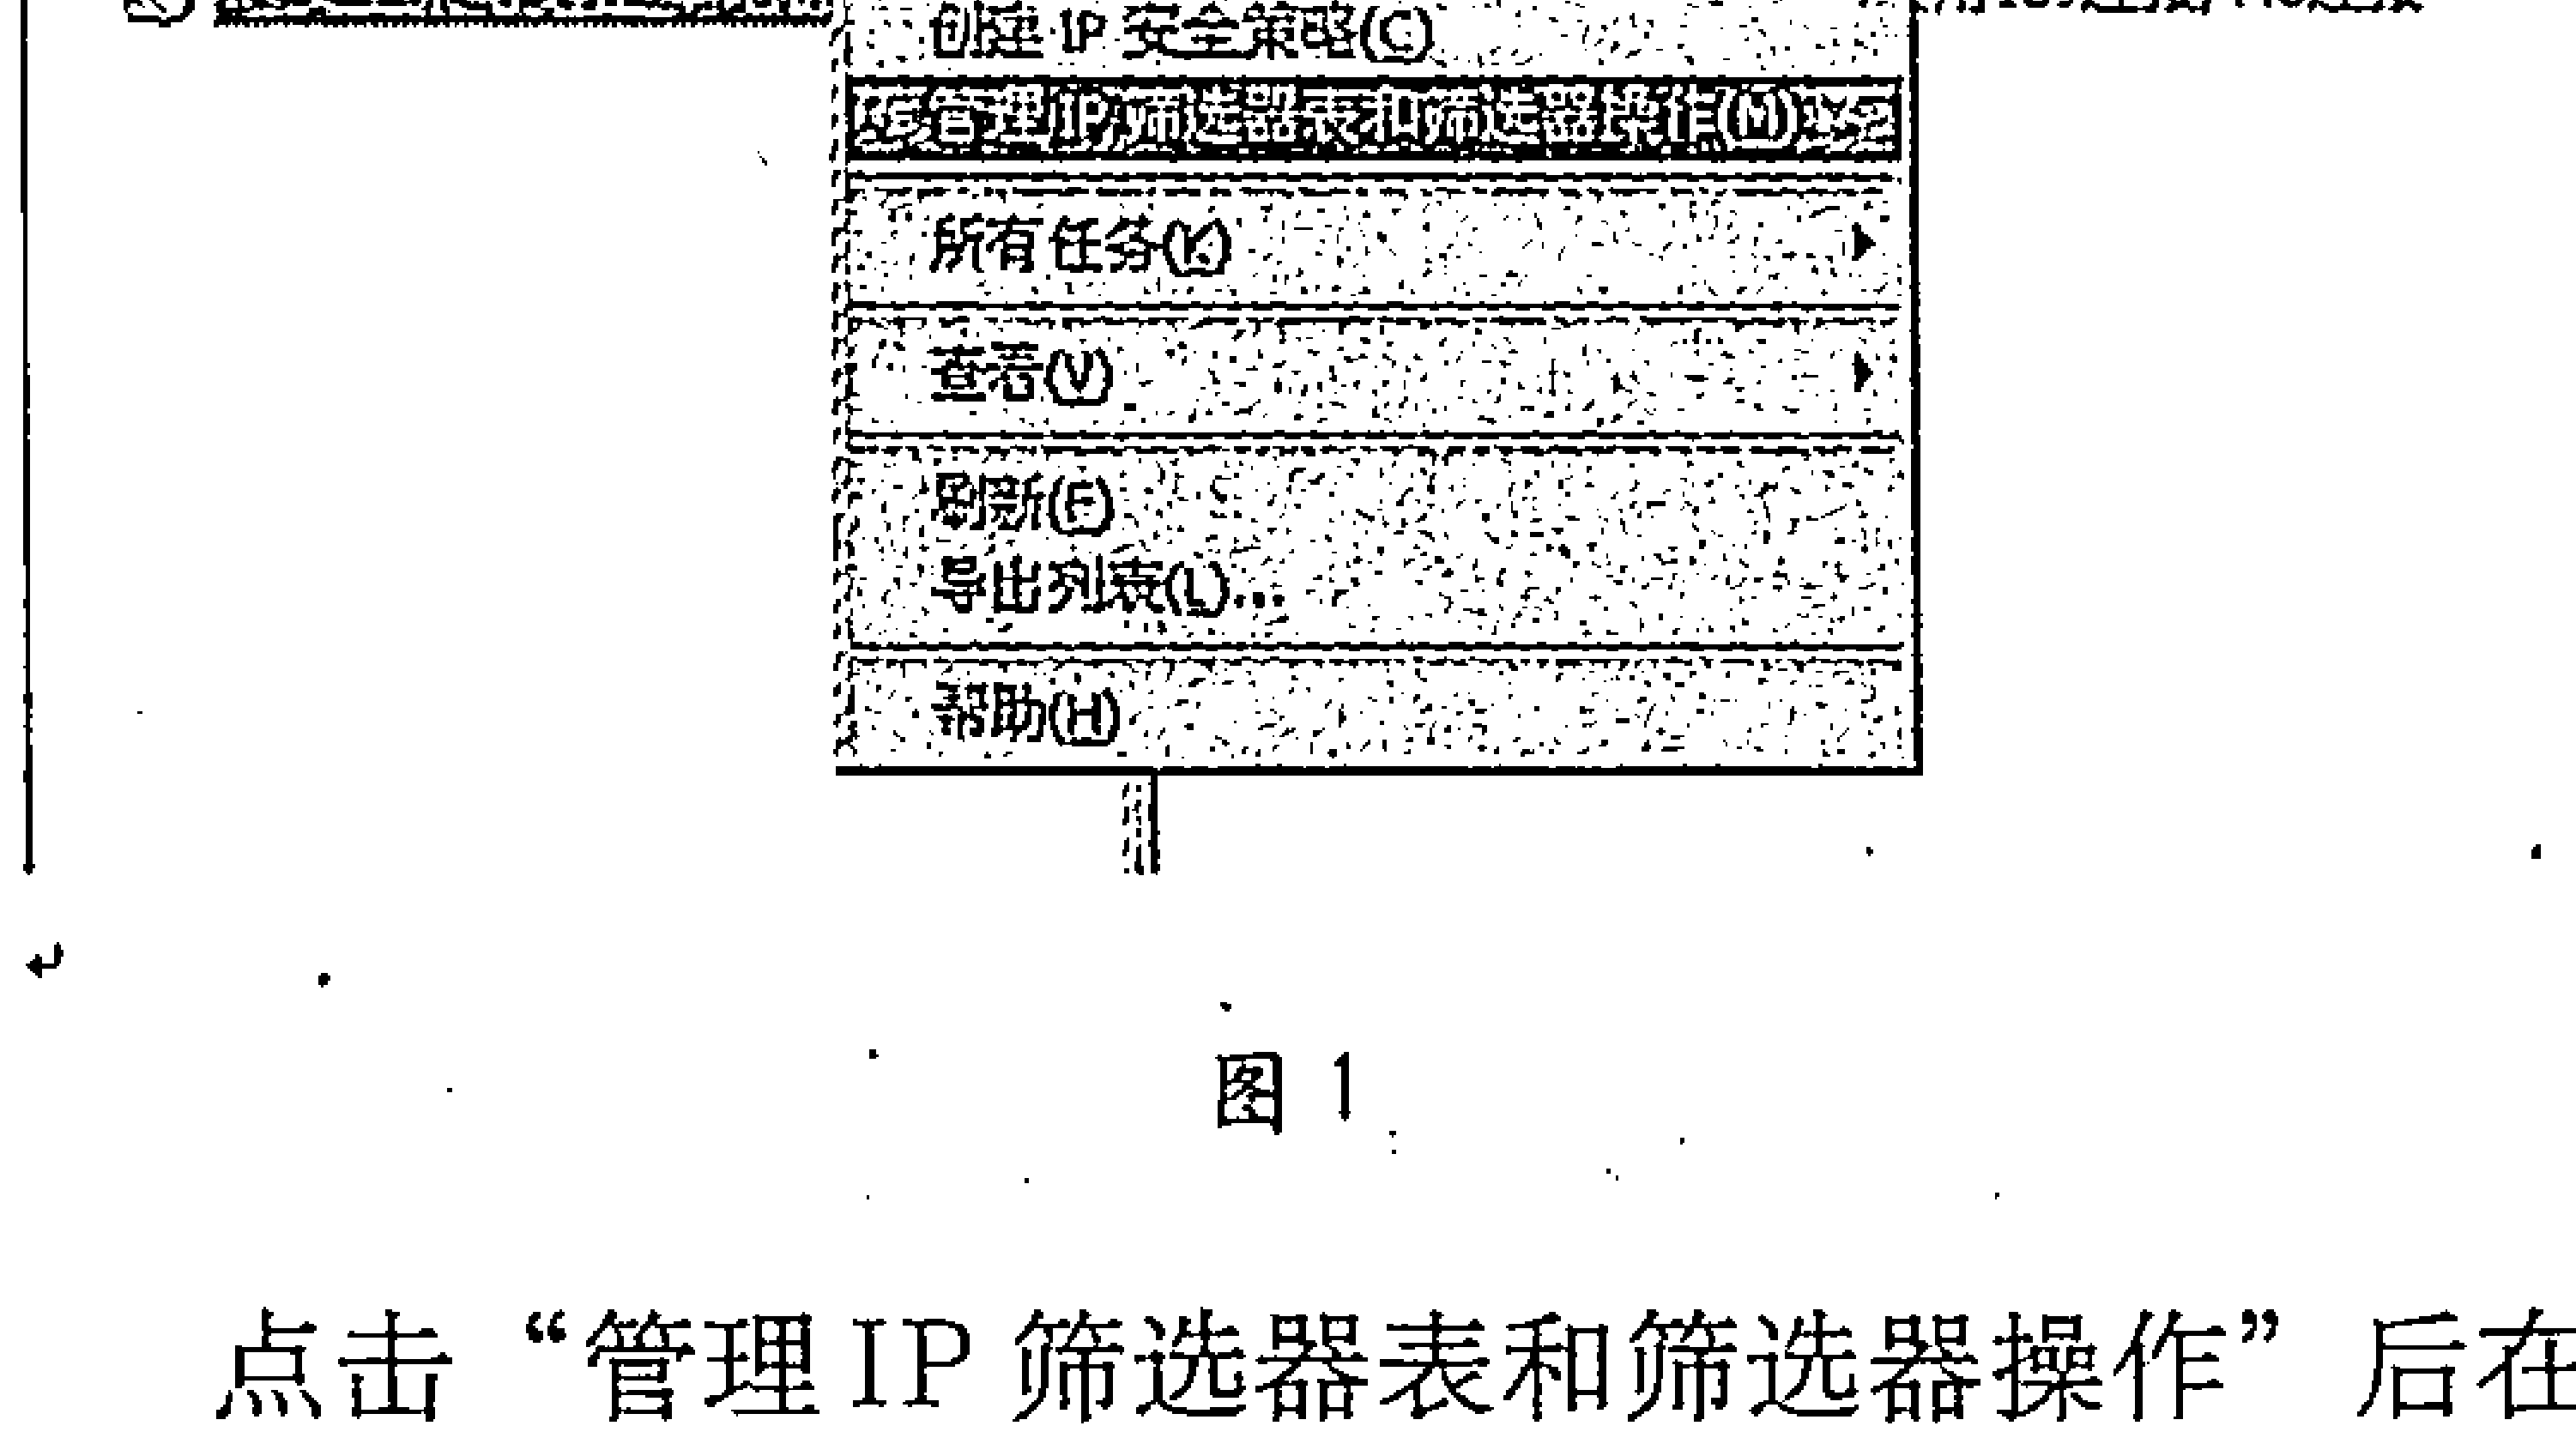 创建 IP 安全策略(C)
管理 IP 筛选器表和筛选器操作(M)...
所有任务(K)
查看(V)
刷新(F)
导出列表(L)...
帮助(H)
图 1
点击“管理 IP 筛选器表和筛选器操作”后在